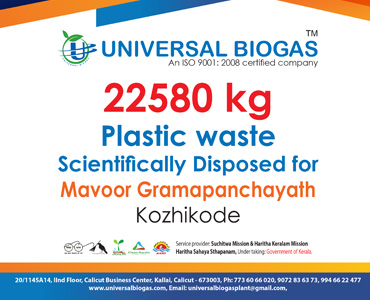 TM
UNIVERSAL BIOGAS
An ISO 9001: 2008 certified company
22580 kg
Plastic waste
Scientifically Disposed for
Mavoor Gramapanchayath
Kozhikode
Service provider: Suchitwa Mission & Haritha Keralam Mission
Haritha Sahaya Sthapanam, Under taking: Government of Kerala.
20/1145A14, IInd Floor, Calicut Business Center, Kallai, Calicut - 673003, Ph: 773 60 66 020, 9072 83 63 73, 994 66 22 477
www.universalbiogas.com, Email: universalbiogasplant@gmail.com,